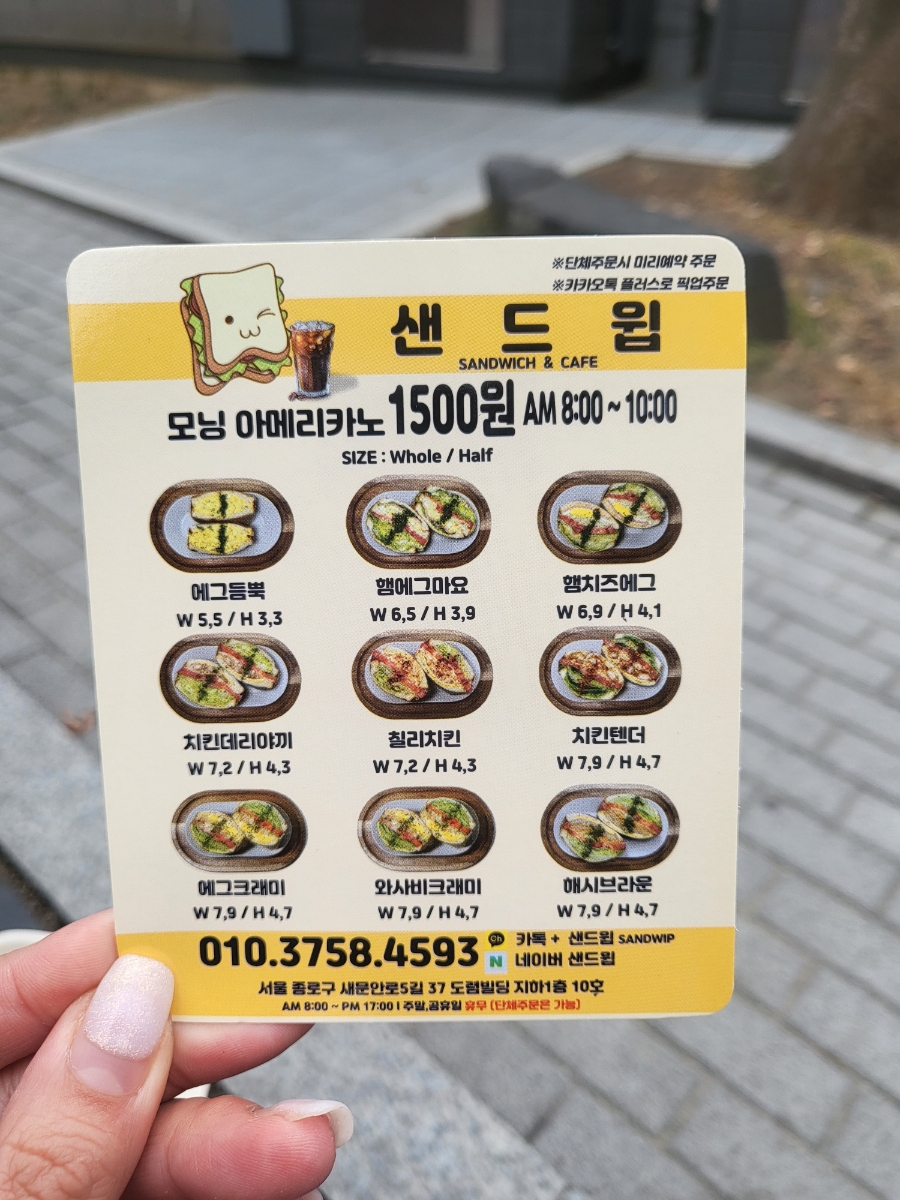 ※단체주문시 미리예약 주문
※카카오톡 플러스로 픽업주문
샌 드 윕
SANDWICH & CAFE
모닝 아메리카노 1500원 AM 8:00 ~ 10:00
SIZE : Whole / Half
에그듬뿍 햄에그마요 햄치즈에그
W 5,5 / H 3,3 W 6,5 / H 3,9 W 6,9 / H 4,1
치킨데리야끼 칠리치킨 치킨텐더
W 7,2 / H 4,3 W 7,2 / H 4,3 W 7,9 / H 4,7
에그크래미 와사비크래미 해시브라운
W 7,9 / H 4,7 W 7,9 / H 4,7 W 7,9 / H 4,7
010.3758.4593 Ch 카톡 + 샌드윕 SANDWIP
N 네이버 샌드윕
서울 종로구 새문안로5길 37 도렴빌딩 지하1층 10호
AM 8:00 ~ PM 17:00 I 주말,공휴일 휴무 (단체주문은 가능)